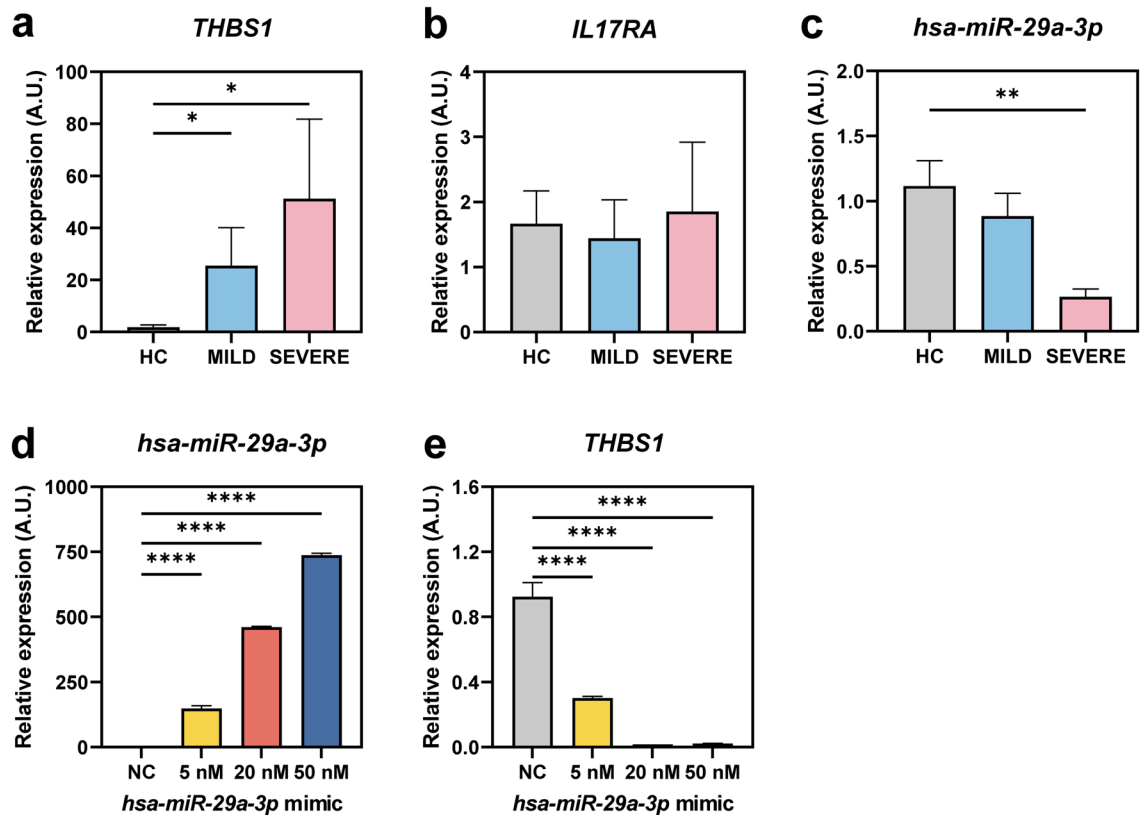 a
THBS1
Relative expression (A.U.)
100
80
60
40
20
0
*
*
HC MILD SEVERE
b
IL17RA
Relative expression (A.U.)
4
3
2
1
0
HC MILD SEVERE
c
hsa-miR-29a-3p
Relative expression (A.U.)
2.0
1.5
1.0
0.5
0.0
**
HC MILD SEVERE
d
hsa-miR-29a-3p
Relative expression (A.U.)
1000
750
500
250
0
****
****
****
NC 5 nM 20 nM 50 nM
hsa-miR-29a-3p mimic
e
THBS1
Relative expression (A.U.)
1.6
1.2
0.8
0.4
0.0
****
****
****
NC 5 nM 20 nM 50 nM
hsa-miR-29a-3p mimic